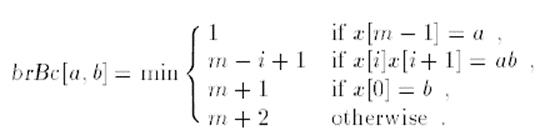 1 if x[m − 1] = a ,
m − i + 1 if x[i]x[i + 1] = ab ,
brBc[a, b] = min
m + 1 if x[0] = b ,
m + 2 otherwise .